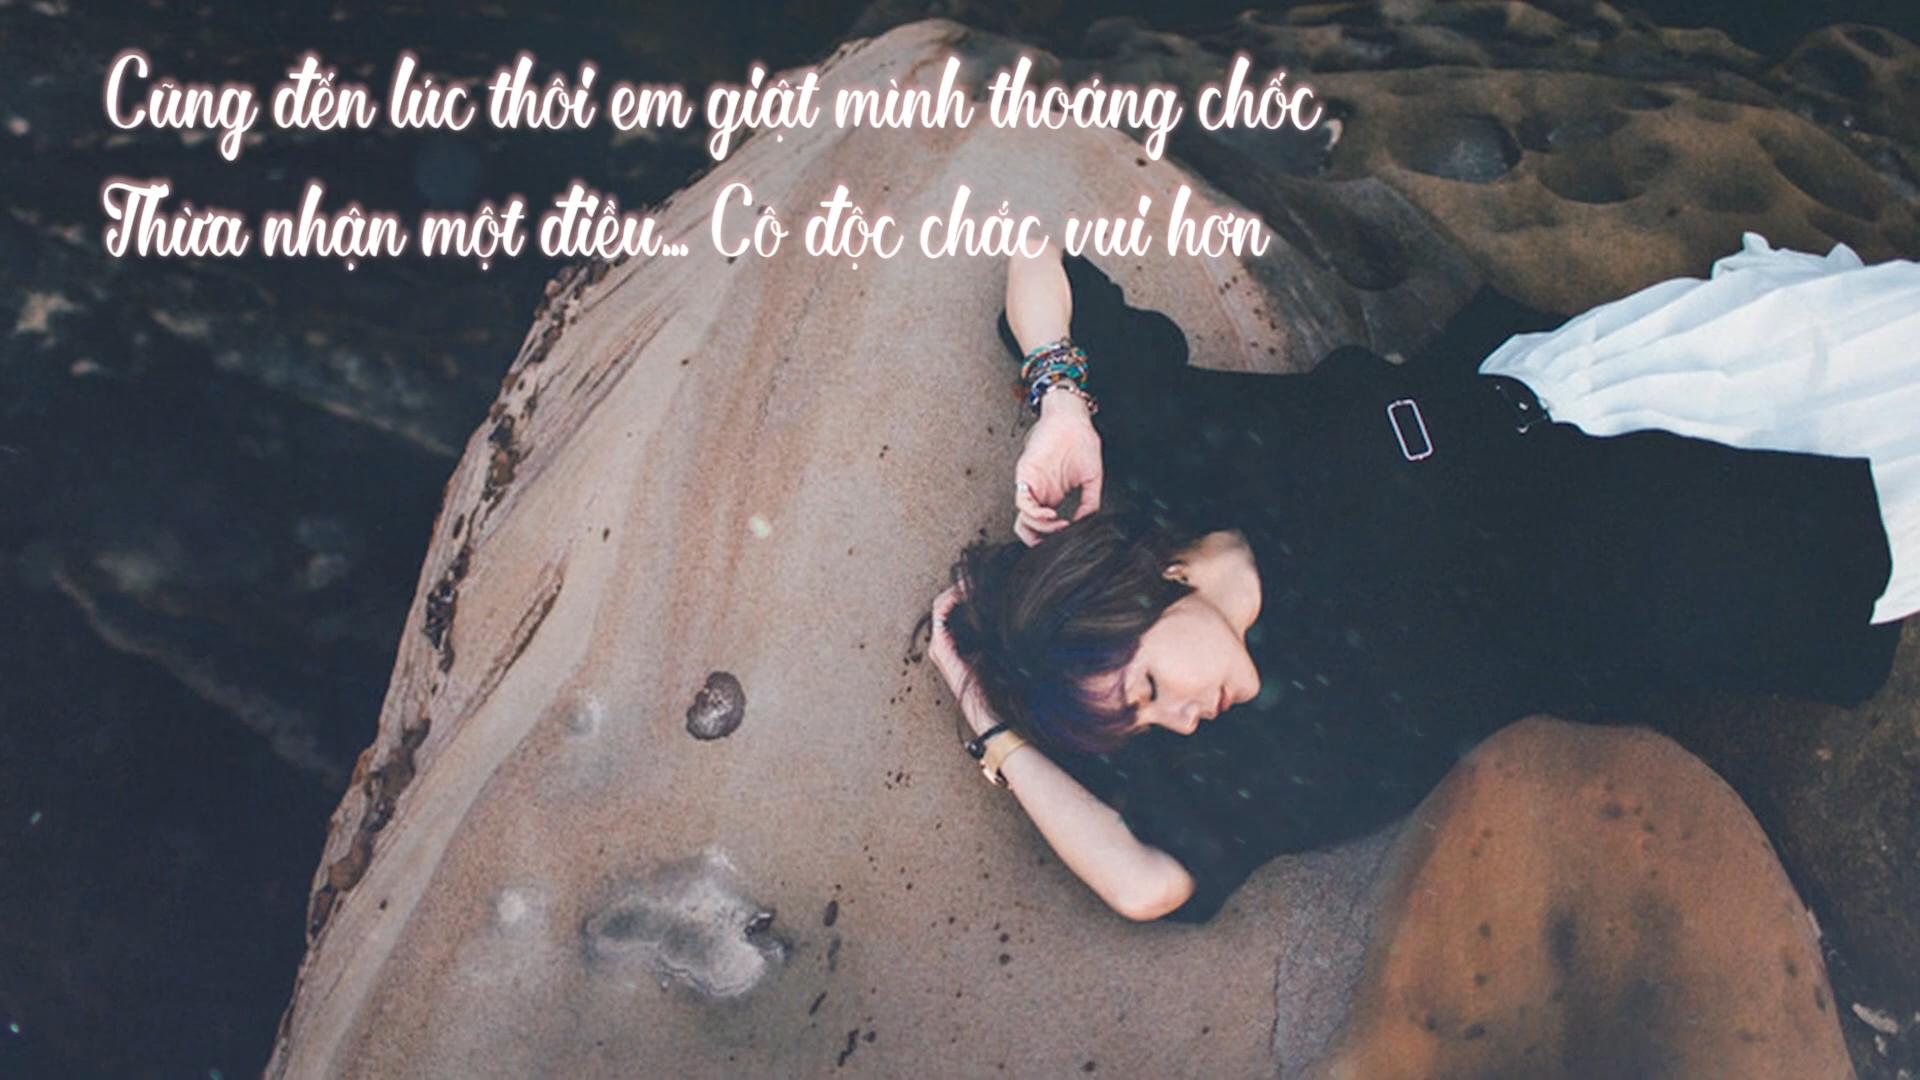 Cũng đến lúc thôi em giật mình thoáng chốc
Thừa nhận một điều... Cô độc chắc vui hơn